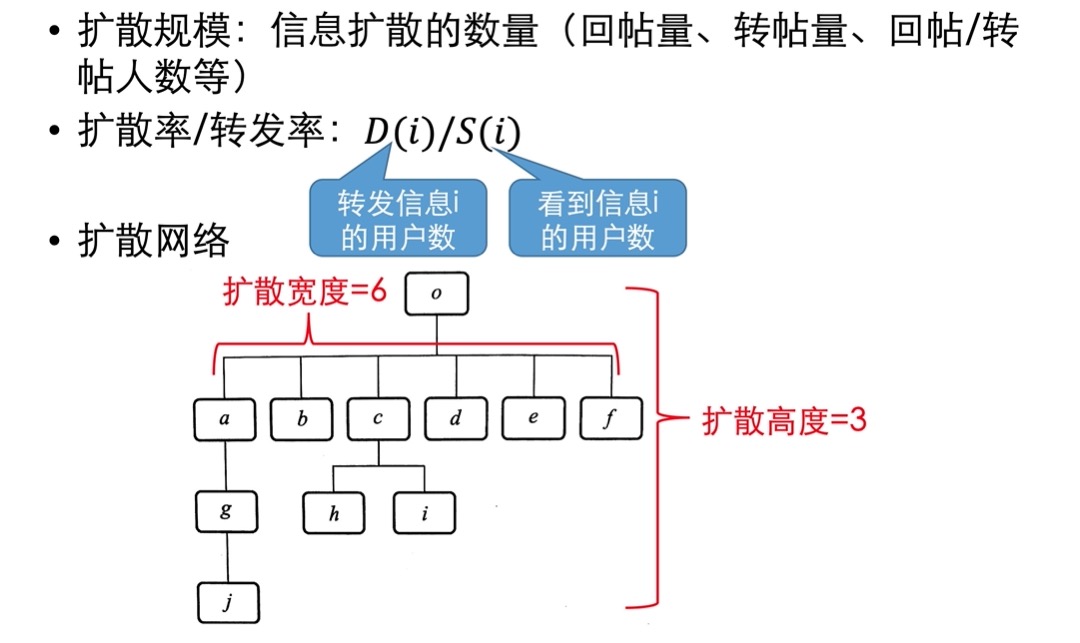 • 扩散规模：信息扩散的数量（回帖量、转帖量、回帖/转
帖人数等）
• 扩散率/转发率：D(i)/S(i)
转发信息i
的用户数
看到信息i
的用户数
• 扩散网络
扩散宽度=6
o
a b c d e f
扩散高度=3
g h i
j